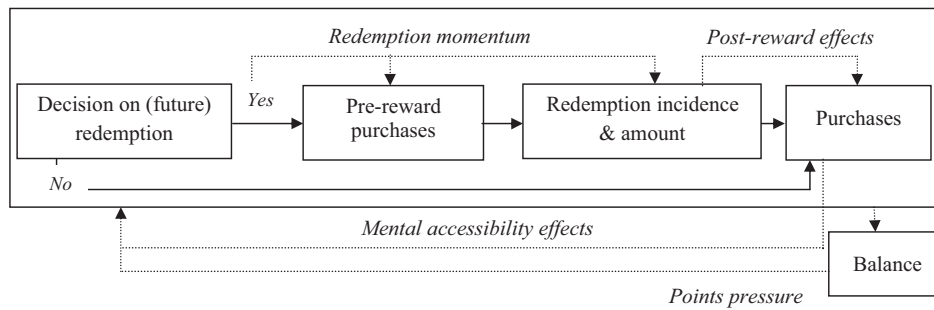 Redemption momentum
Post-reward effects
Decision on (future)
redemption
Yes
Pre-reward
purchases
Redemption incidence
& amount
Purchases
No
Mental accessibility effects
Balance
Points pressure